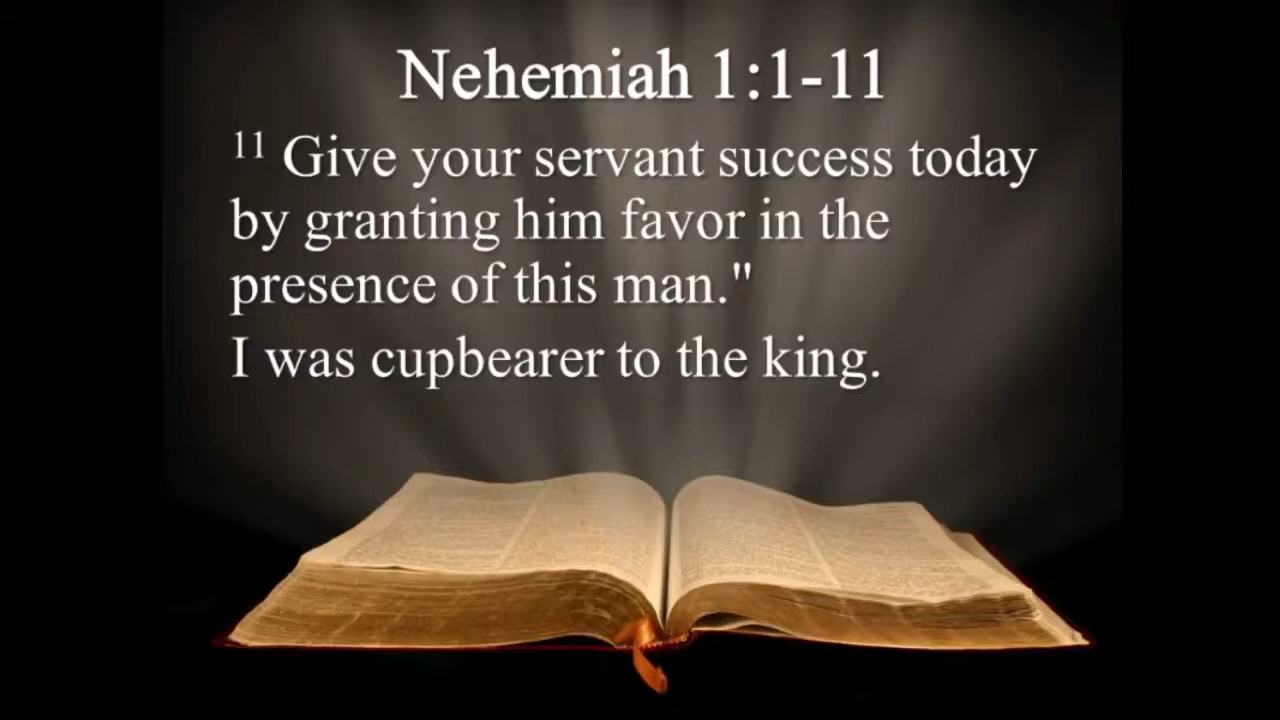 Nehemiah 1:1-11
11 Give your servant success today
by granting him favor in the
presence of this man."
I was cupbearer to the king.